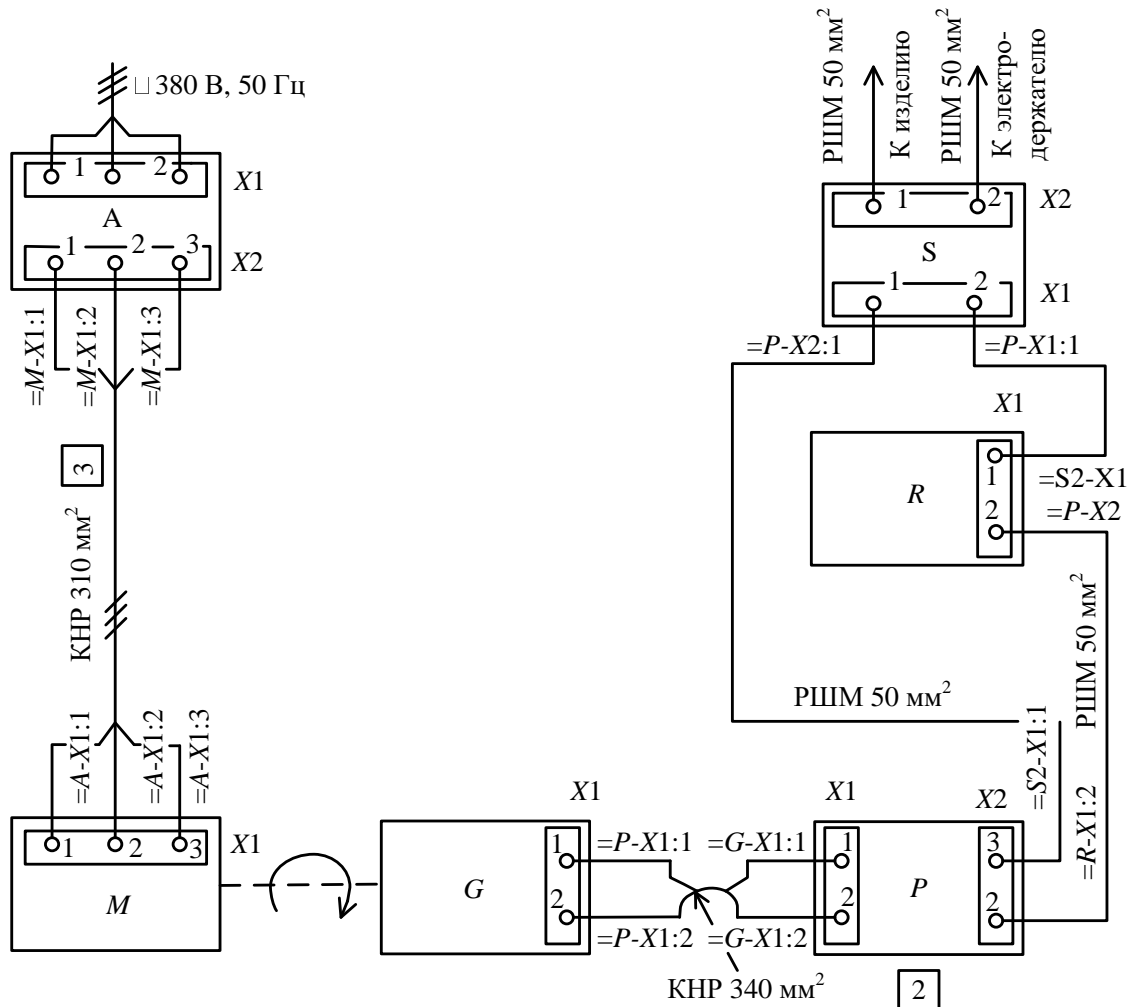 □ 380 В, 50 Гц
1
2
X1
А
1
2
3
X2
=M-X1:1
=M-X1:2
=M-X1:3
3
КНР 310 мм²
=A-X1:1
=A-X1:2
=A-X1:3
1
2
3
X1
M
G
X1
1
2
=P-X1:1
=G-X1:1
=P-X1:2
=G-X1:2
КНР 340 мм²
X1
1
2
P
X2
3
2
2
РШМ 50 мм²
К изделию
РШМ 50 мм²
К электро-
держателю
1
2
X2
S
1
2
X1
=P-X2:1
=P-X1:1
X1
R
1
2
=S2-X1
=P-X2
РШМ 50 мм²
РШМ 50 мм²
=S2-X1:1
=R-X1:2